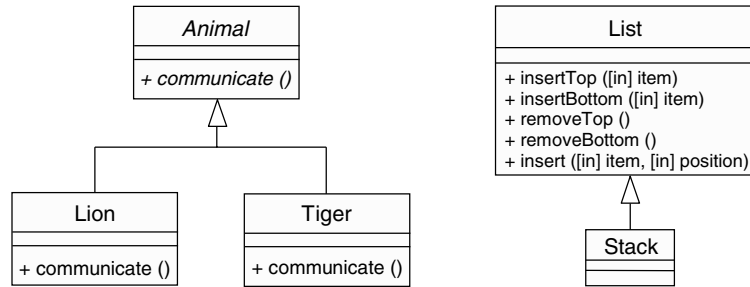 Animal
+ communicate ()
Lion
+ communicate ()
Tiger
+ communicate ()
List
+ insertTop ([in] item)
+ insertBottom ([in] item)
+ removeTop ()
+ removeBottom ()
+ insert ([in] item, [in] position)
Stack